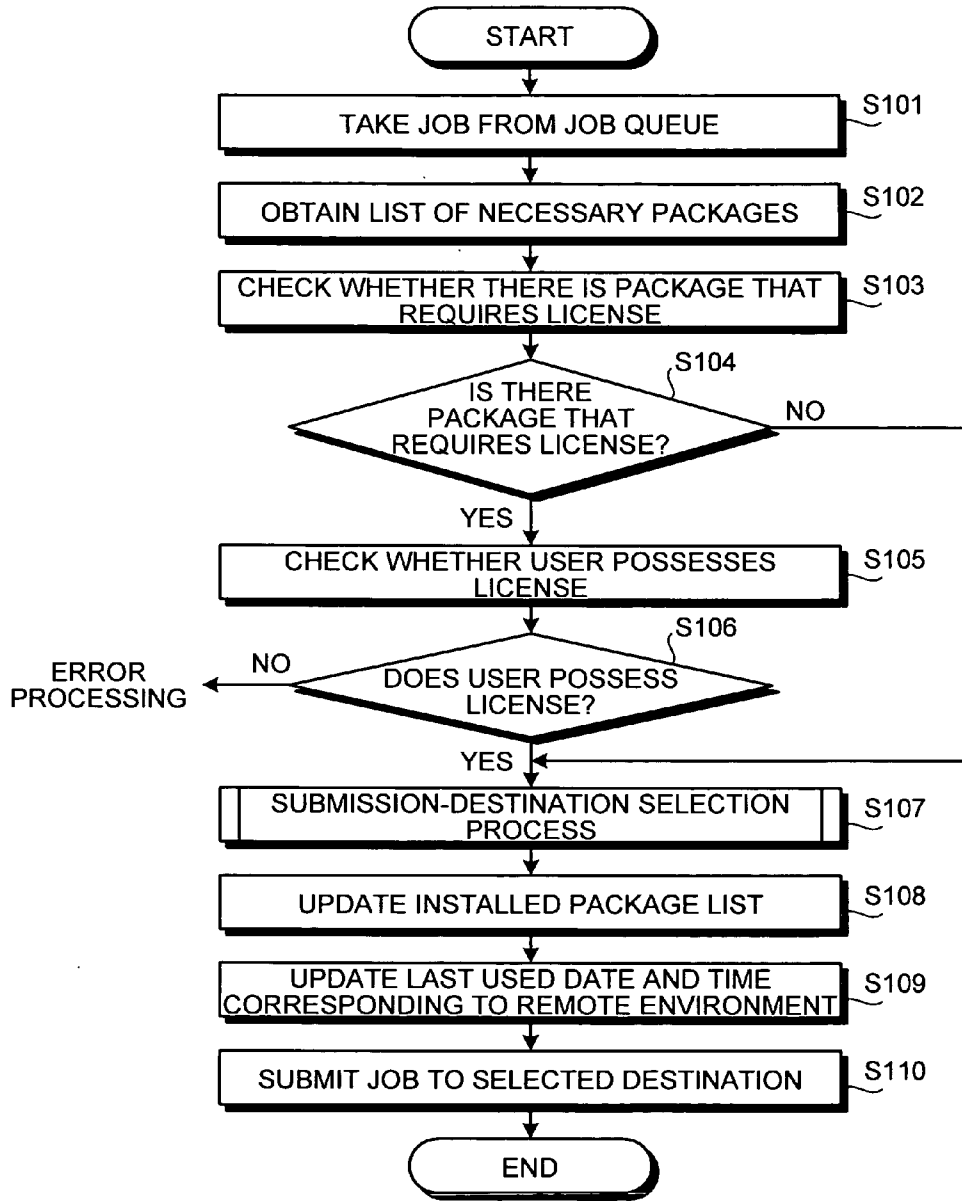 START
TAKE JOB FROM JOB QUEUE
S101
OBTAIN LIST OF NECESSARY PACKAGES
S102
CHECK WHETHER THERE IS PACKAGE THAT
REQUIRES LICENSE
S103
S104
IS THERE
PACKAGE THAT
REQUIRES LICENSE?
NO
YES
CHECK WHETHER USER POSSESSES
LICENSE
S105
S106
DOES USER POSSESS
LICENSE?
NO
ERROR
PROCESSING
YES
SUBMISSION-DESTINATION SELECTION
PROCESS
S107
UPDATE INSTALLED PACKAGE LIST
S108
UPDATE LAST USED DATE AND TIME
CORRESPONDING TO REMOTE ENVIRONMENT
S109
SUBMIT JOB TO SELECTED DESTINATION
S110
END